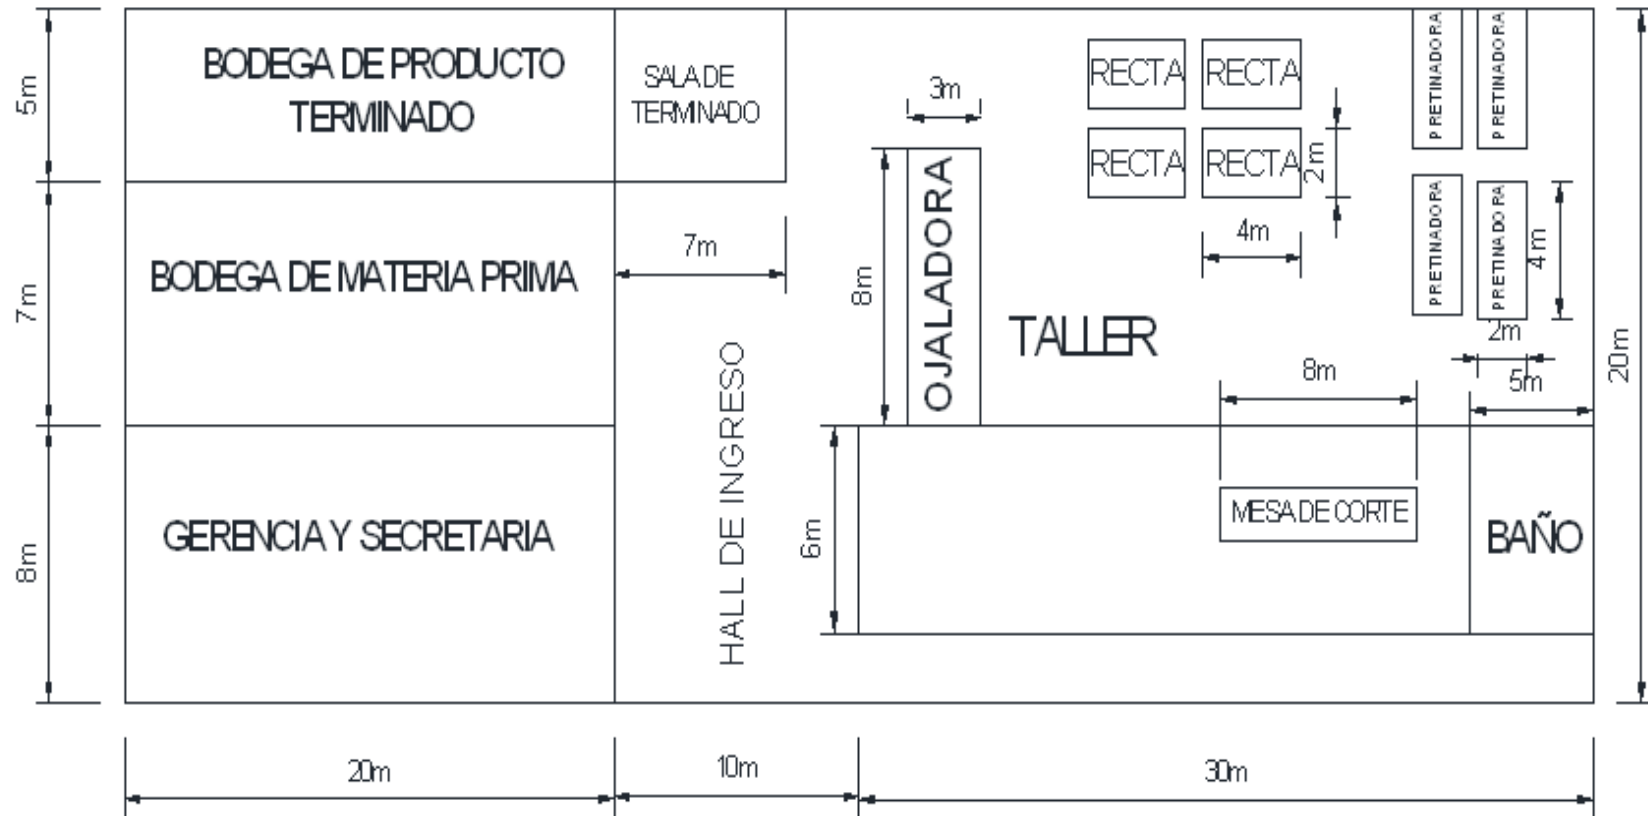 BODEGA DE PRODUCTO
TERMINADO
SALA DE
TERMINADO
5m
3m
RECTA
RECTA
RECTA
RECTA
2m
4m
PRETINADORA
PRETINADORA
PRETINADORA
PRETINADORA
4m
2m
5m
BODEGA DE MATERIA PRIMA
7m
7m
8m
OJALADORA
TALLER
8m
20m
HALL DE INGRESO
GERENCIA Y SECRETARIA
8m
6m
MESA DE CORTE
BAÑO
20m
10m
30m